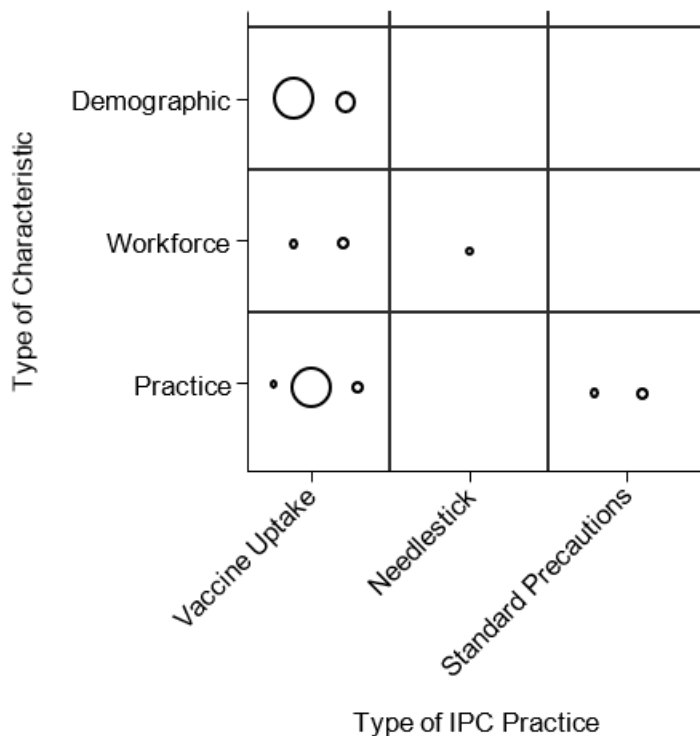 Type of Characteristic
Demographic
Workforce
Practice
Vaccine Uptake
Needlestick
Standard Precautions
Type of IPC Practice